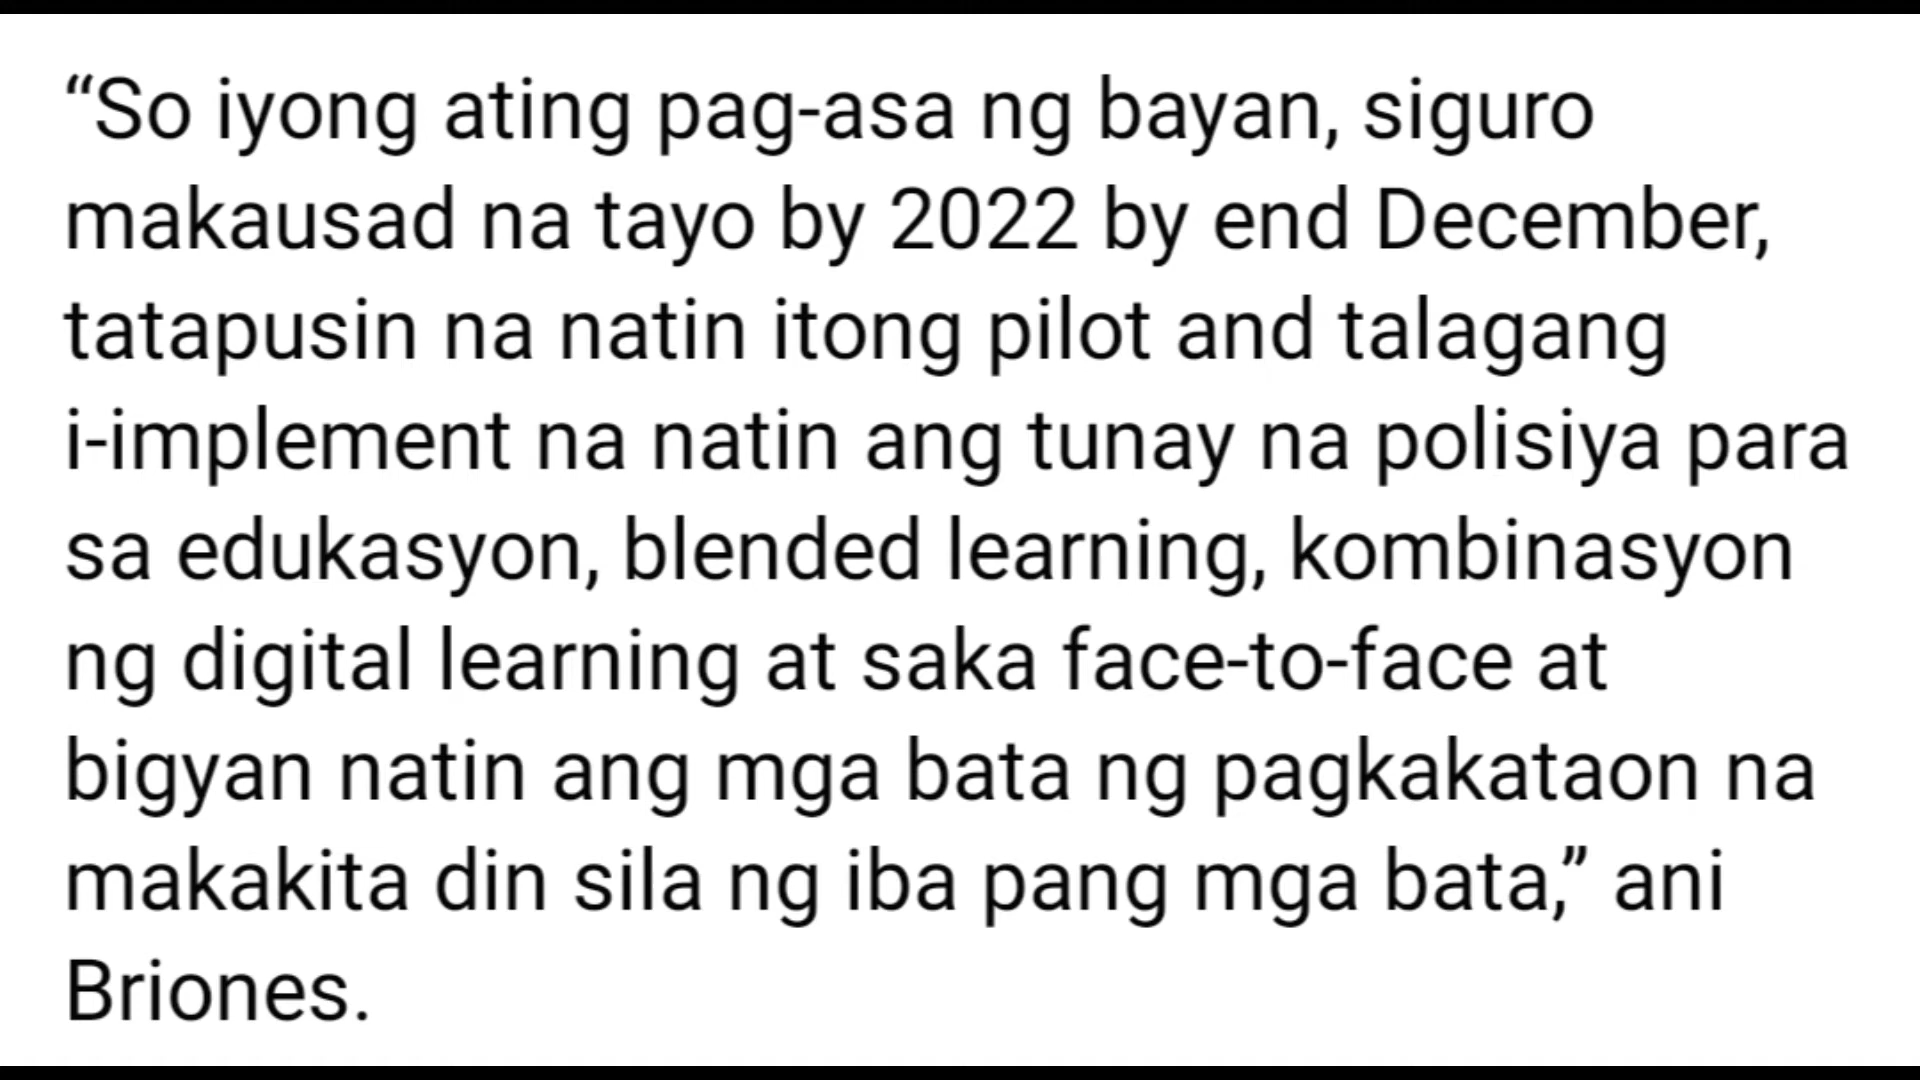 “So iyong ating pag-asa ng bayan, siguro
makausad na tayo by 2022 by end December,
tatapusin na natin itong pilot and talagang
i-implement na natin ang tunay na polisiya para
sa edukasyon, blended learning, kombinasyon
ng digital learning at saka face-to-face at
bigyan natin ang mga bata ng pagkakataon na
makakita din sila ng iba pang mga bata,” ani
Briones.